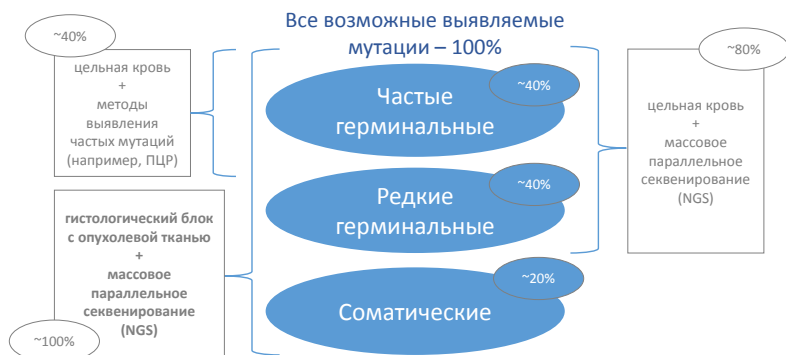 Все возможные выявляемые
мутации – 100%
~40%
цельная кровь
+
методы
выявления
частых мутаций
(например, ПЦР)
гистологический блок
с опухолевой тканью
+
массовое
параллельное
секвенирование
(NGS)
~100%
~40%
Частые
герминальные
~40%
Редкие
герминальные
~20%
Соматические
~80%
цельная кровь
+
массовое
параллельное
секвенирование
(NGS)